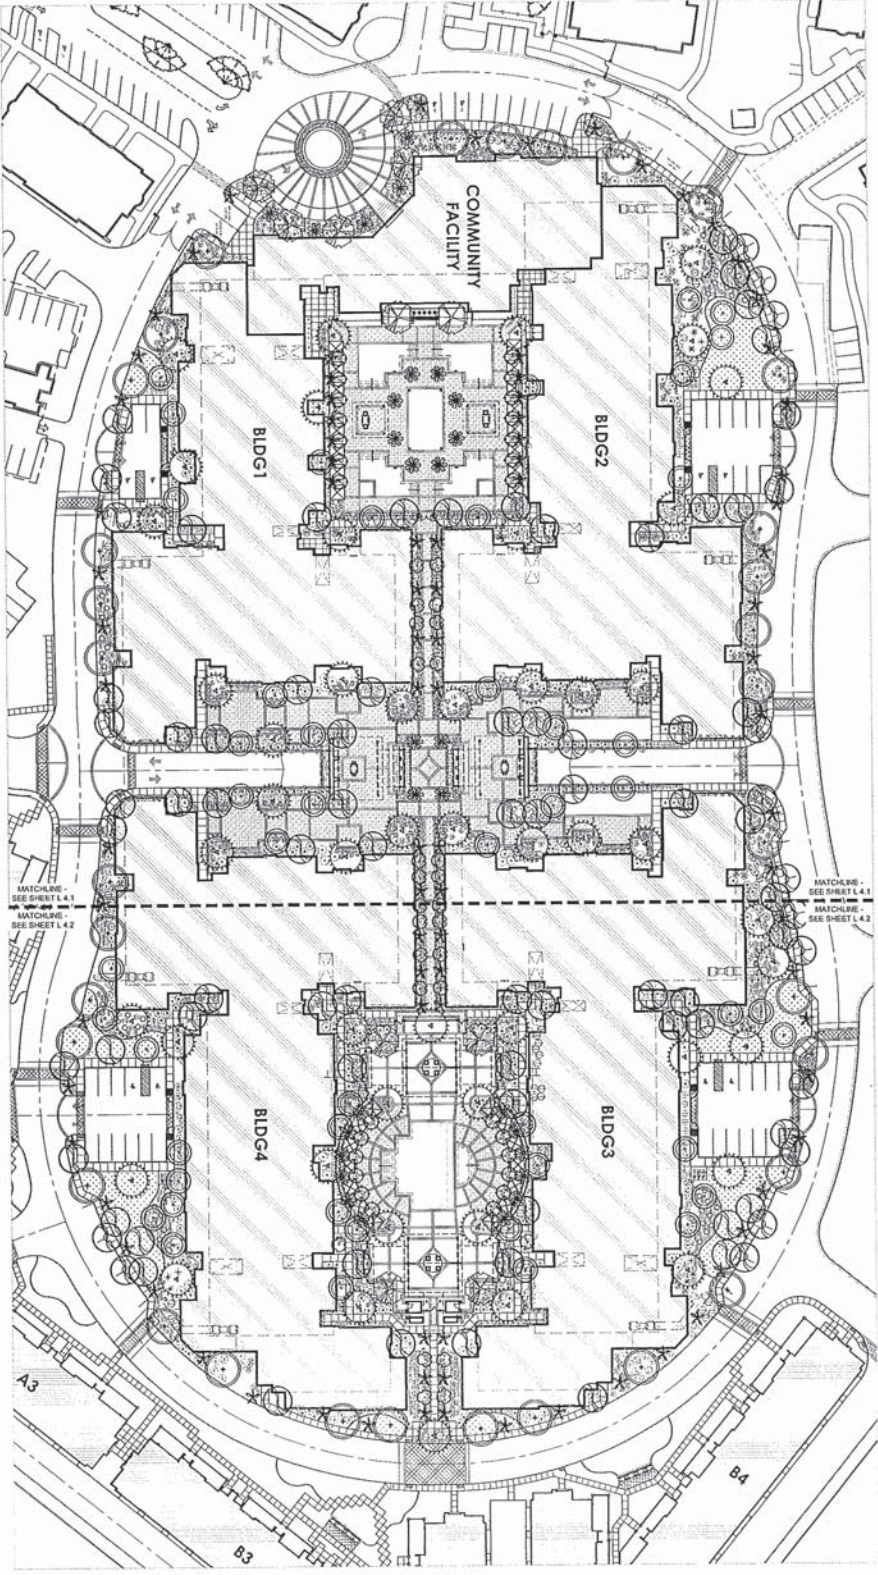 COMMUNITY
FACILITY
BLDG1
BLDG2
MATCHLINE -
SEE SHEET L 4.1
MATCHLINE -
SEE SHEET L 4.2
MATCHLINE -
SEE SHEET L 4.1
MATCHLINE -
SEE SHEET L 4.2
BLDG4
BLDG3
A3
B3
B4